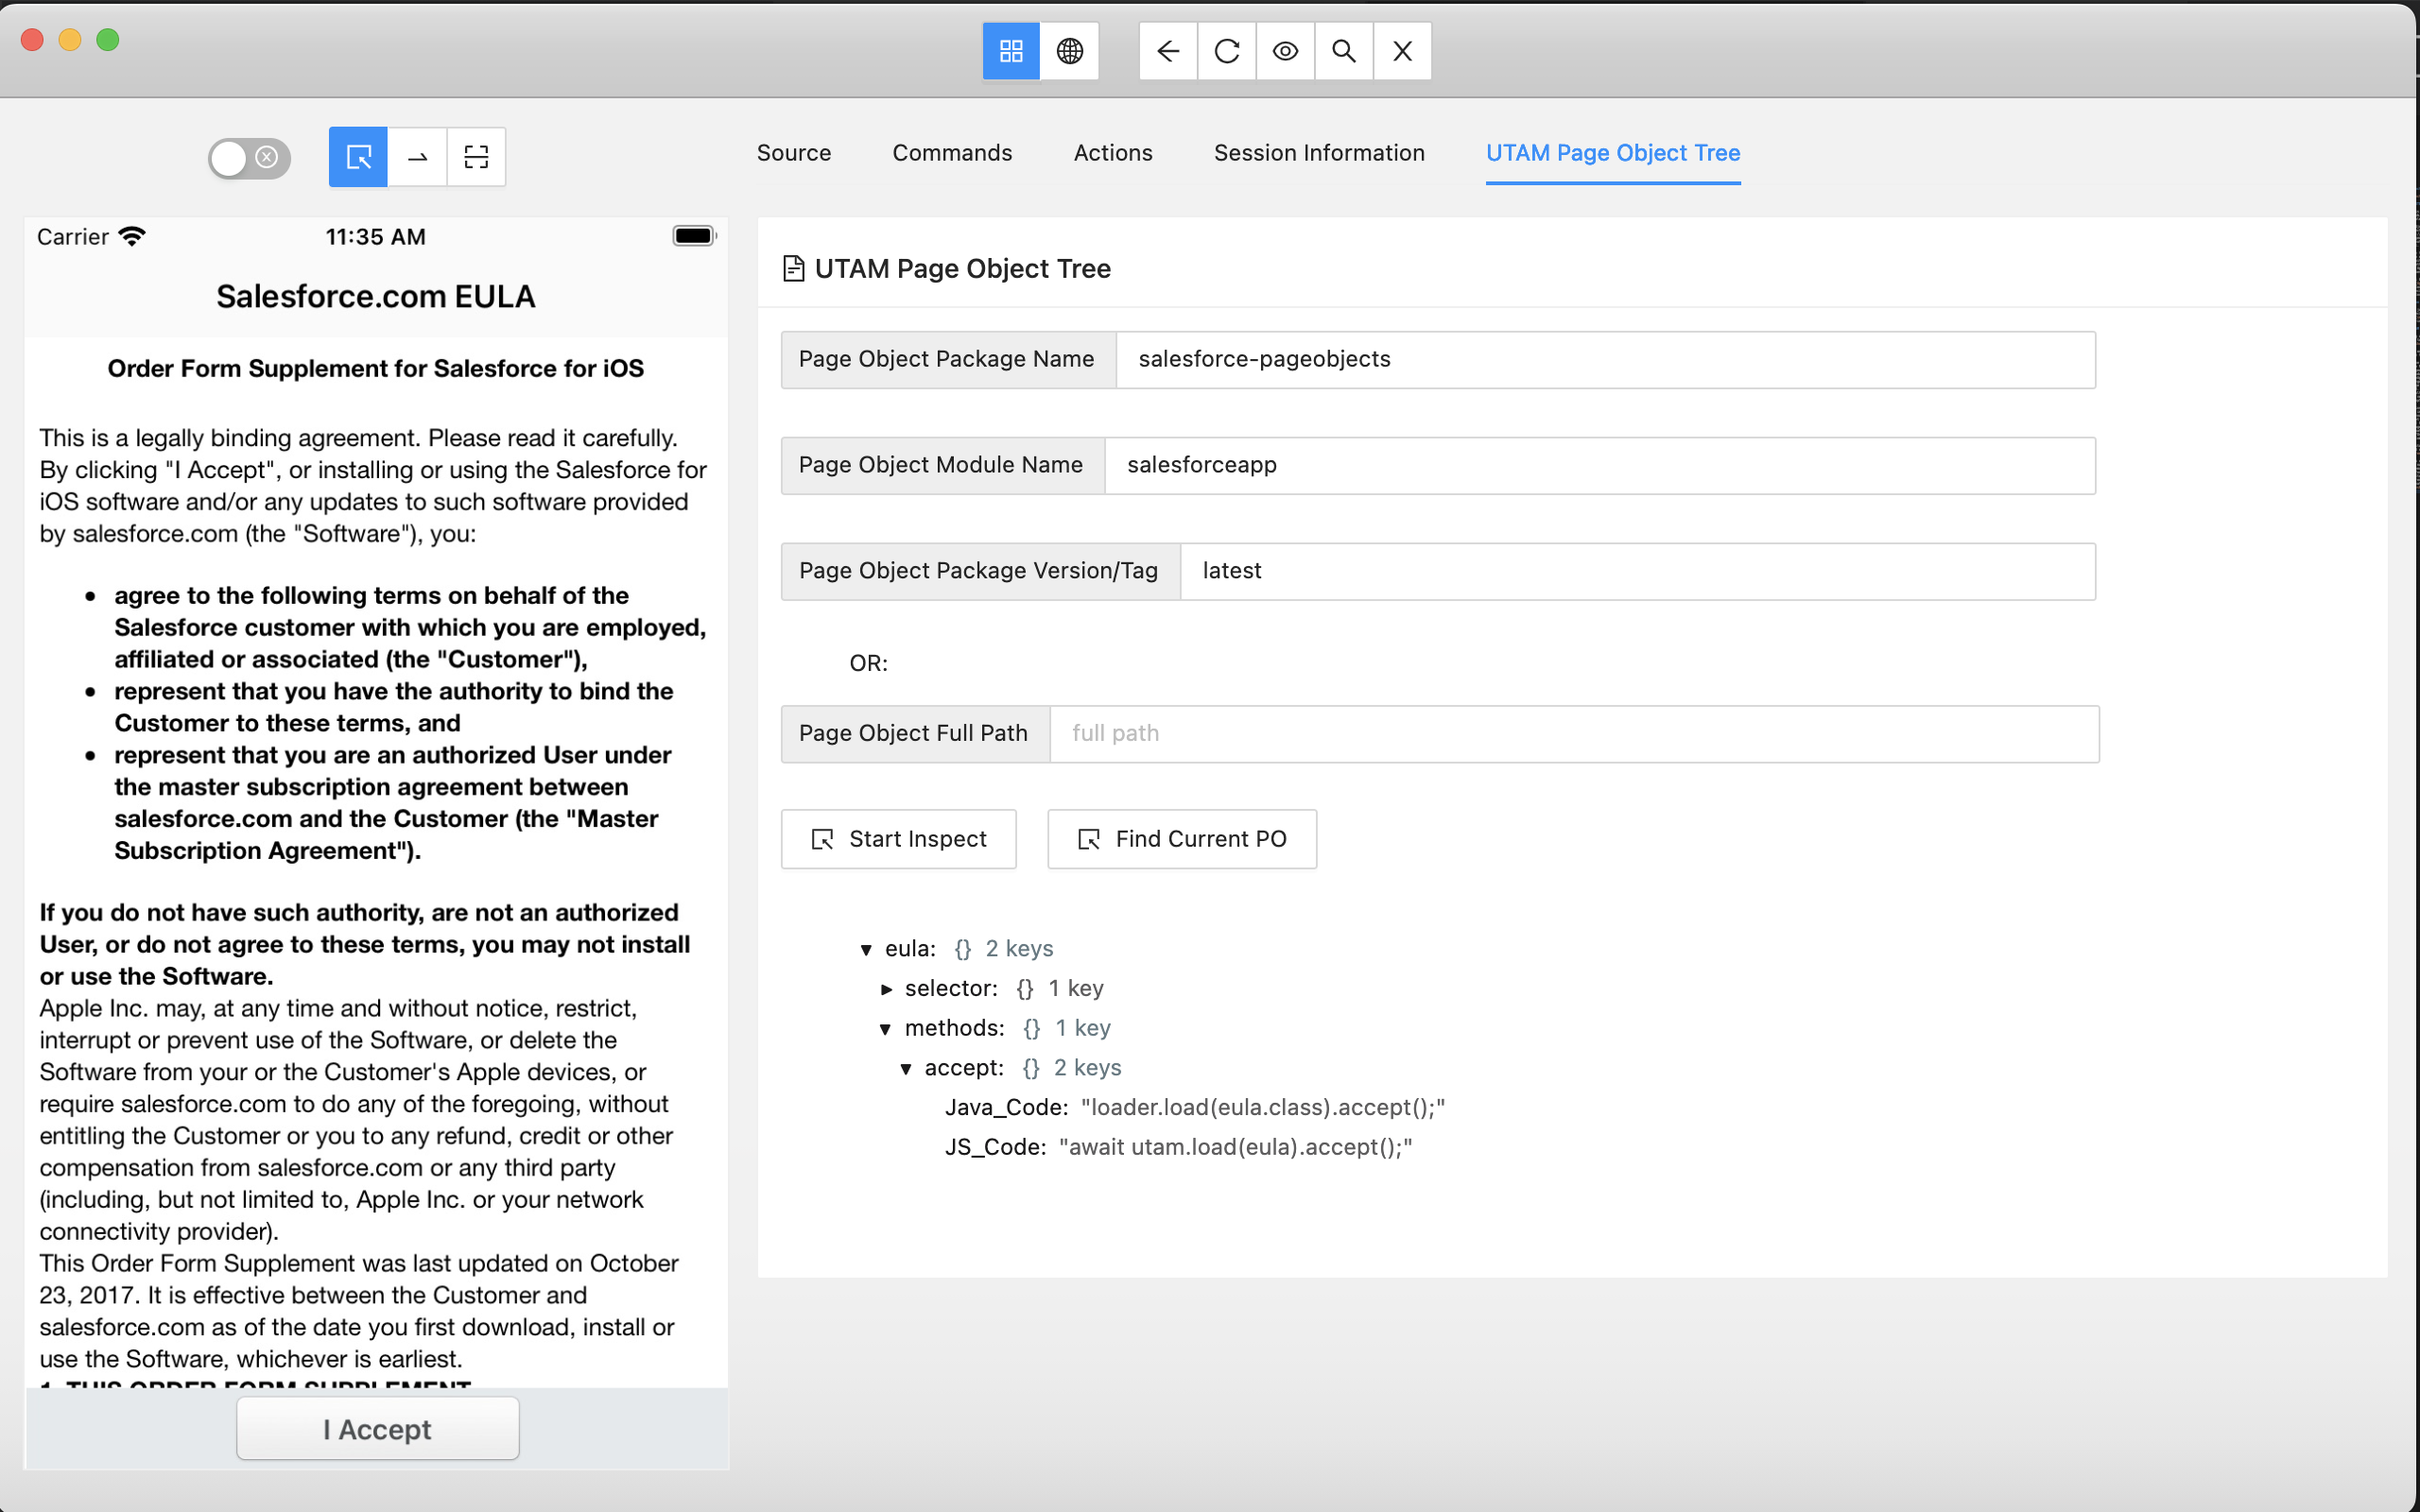 Source
Commands
Actions
Session Information
UTAM Page Object Tree
Carrier
11:35 AM
Salesforce.com EULA
Order Form Supplement for Salesforce for iOS
This is a legally binding agreement. Please read it carefully.
By clicking "I Accept", or installing or using the Salesforce for
iOS software and/or any updates to such software provided
by salesforce.com (the "Software"), you:
• agree to the following terms on behalf of the
Salesforce customer with which you are employed,
affiliated or associated (the "Customer"),
• represent that you have the authority to bind the
Customer to these terms, and
• represent that you are an authorized User under
the master subscription agreement between
salesforce.com and the Customer (the "Master
Subscription Agreement").
If you do not have such authority, are not an authorized
User, or do not agree to these terms, you may not install
or use the Software.
Apple Inc. may, at any time and without notice, restrict,
interrupt or prevent use of the Software, or delete the
Software from your or the Customer's Apple devices, or
require salesforce.com to do any of the foregoing, without
entitling the Customer or you to any refund, credit or other
compensation from salesforce.com or any third party
(including, but not limited to, Apple Inc. or your network
connectivity provider).
This Order Form Supplement was last updated on October
23, 2017. It is effective between the Customer and
salesforce.com as of the date you first download, install or
use the Software, whichever is earliest.
1. THIS ORDER FORM SUPPLEMENT
I Accept
UTAM Page Object Tree
Page Object Package Name
salesforce-pageobjects
Page Object Module Name
salesforceapp
Page Object Package Version/Tag
latest
OR:
Page Object Full Path
full path
Start Inspect
Find Current PO
▼ eula: {} 2 keys
► selector: {} 1 key
▼ methods: {} 1 key
▼ accept: {} 2 keys
Java_Code: "loader.load(eula.class).accept();"
JS_Code: "await utam.load(eula).accept();"